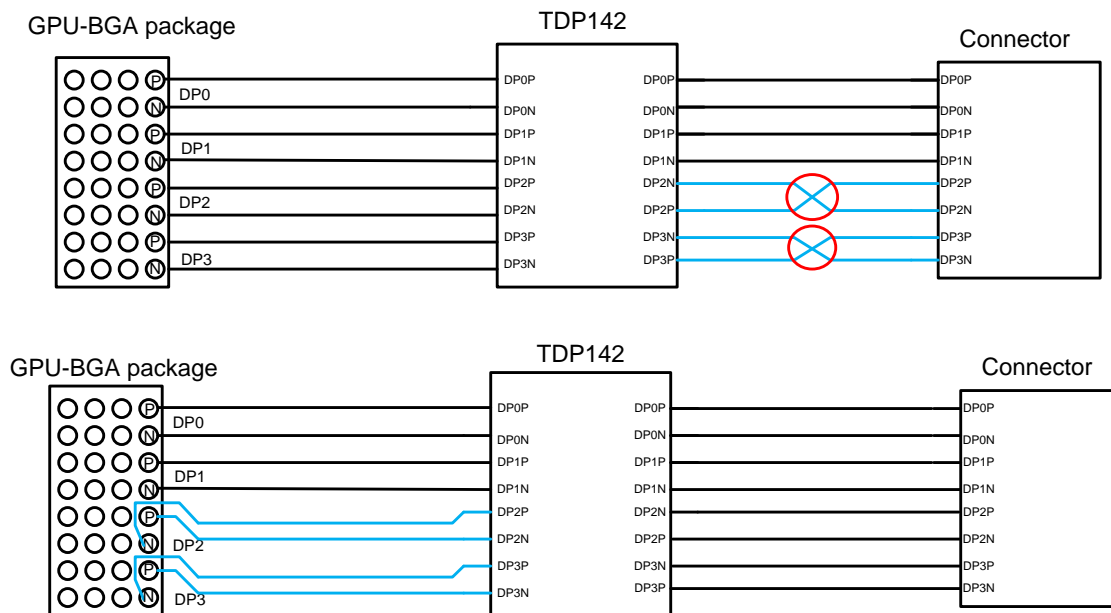 GPU-BGA package
TDP142
Connector
P
DP0
N
P
DP1
N
P
DP2
N
P
DP3
N
DP0P
DP0N
DP1P
DP1N
DP2P
DP2N
DP3P
DP3N
DP0P
DP0N
DP1P
DP1N
DP2N
DP2P
DP3N
DP3P
DP0P
DP0N
DP1P
DP1N
DP2P
DP2N
DP3P
DP3N
GPU-BGA package
TDP142
Connector
P
DP0
N
P
DP1
N
P
DP2
N
P
DP3
N
DP0P
DP0N
DP1P
DP1N
DP2P
DP2N
DP3P
DP3N
DP0P
DP0N
DP1P
DP1N
DP2N
DP2P
DP3N
DP3P
DP0P
DP0N
DP1P
DP1N
DP2P
DP2N
DP3P
DP3N